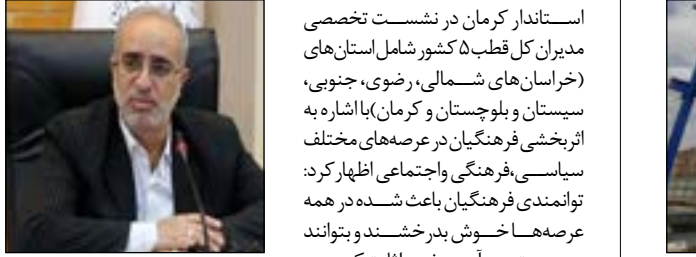 استاندار کرمان در نشست تخصصی
مدیران کل قطب ۵ کشور شامل استان‌های
(خراسان‌های شمالی، رضوی، جنوبی،
سیستان و بلوچستان و کرمان)با اشاره به
اثربخشی فرهنگیان در عرصه‌های مختلف
سیاسی،فرهنگی واجتماعی اظهار کرد:
توانمندی فرهنگیان باعث شده در همه
عرصه‌ها خوش بدرخشند و بتوانند